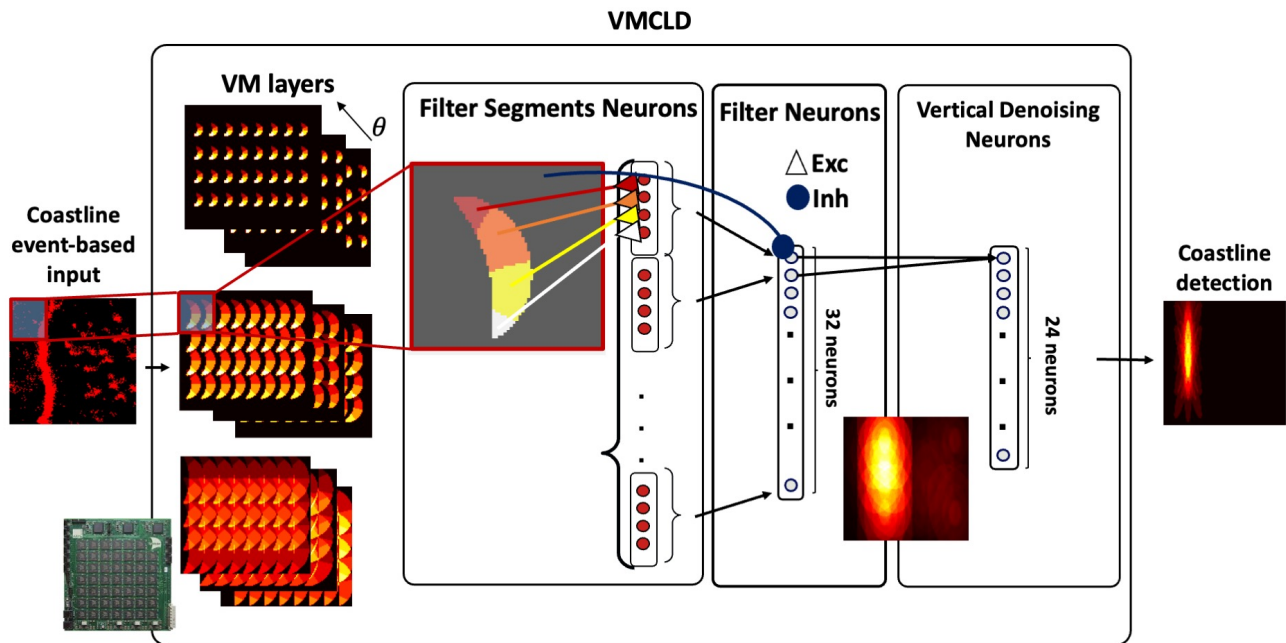 VMCLD
VM layers
θ
Coastline
event-based
input
Filter Segments Neurons
Filter Neurons
Exc
Inh
32 neurons
Vertical Denoising
Neurons
24 neurons
Coastline
detection